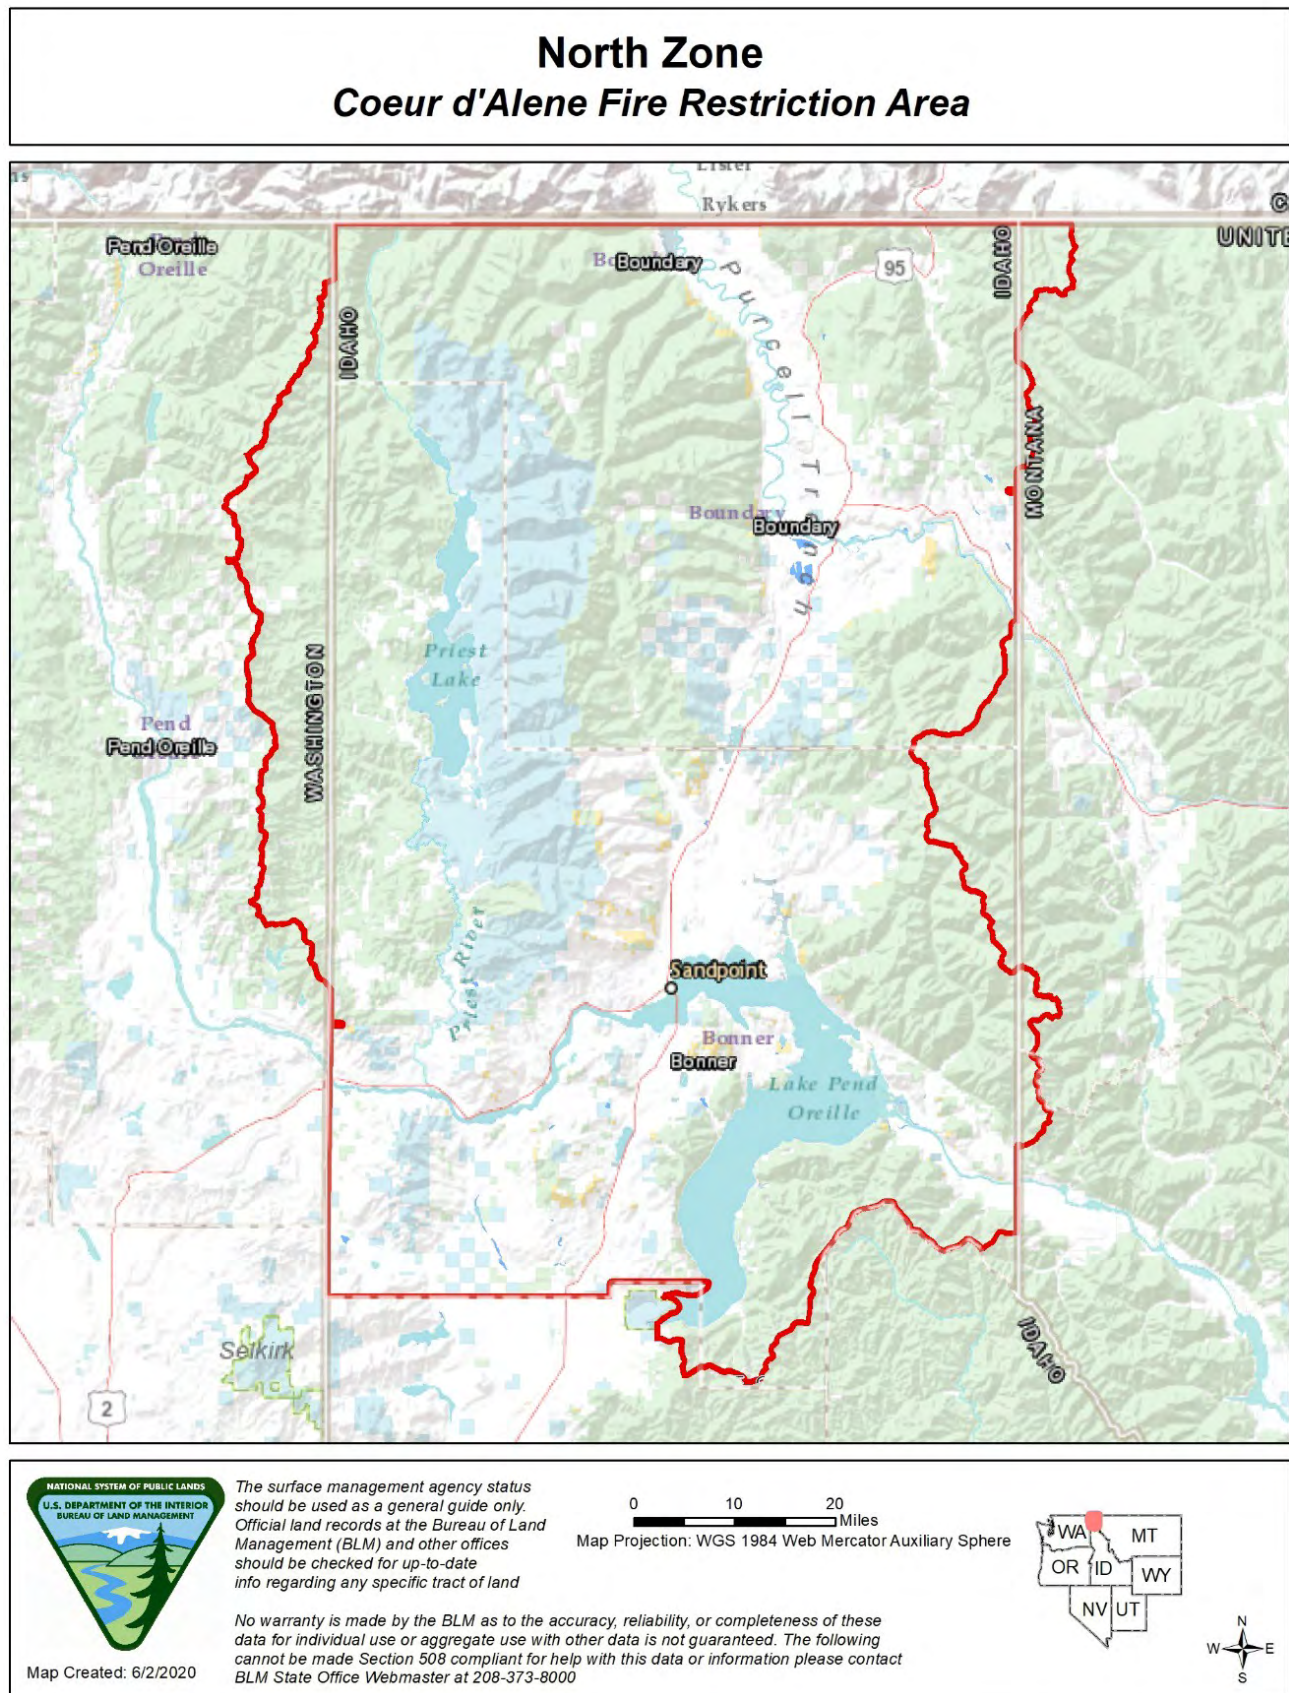 North Zone
Coeur d'Alene Fire Restriction Area
Lister
Rykers
UNITE
Pend Oreille
Oreille
Boundary
95
IDAHO
IDAHO
Purcell Trench
MONTANA
Boundary
Boundary
Priest
Lake
WASHINGTON
Pend
Pend Oreille
Priest River
Sandpoint
Bonner
Bonner
Lake Pend
Oreille
Selkirk
IDAHO
2
NATIONAL SYSTEM OF PUBLIC LANDS
U.S. DEPARTMENT OF THE INTERIOR
BUREAU OF LAND MANAGEMENT
Map Created: 6/2/2020
The surface management agency status
should be used as a general guide only.
Official land records at the Bureau of Land
Management (BLM) and other offices
should be checked for up-to-date
info regarding any specific tract of land
No warranty is made by the BLM as to the accuracy, reliability, or completeness of these
data for individual use or aggregate use with other data is not guaranteed. The following
cannot be made Section 508 compliant for help with this data or information please contact
BLM State Office Webmaster at 208-373-8000
0 10 20
Miles
Map Projection: WGS 1984 Web Mercator Auxiliary Sphere
WA MT
OR ID WY
NV UT
N
W E
S